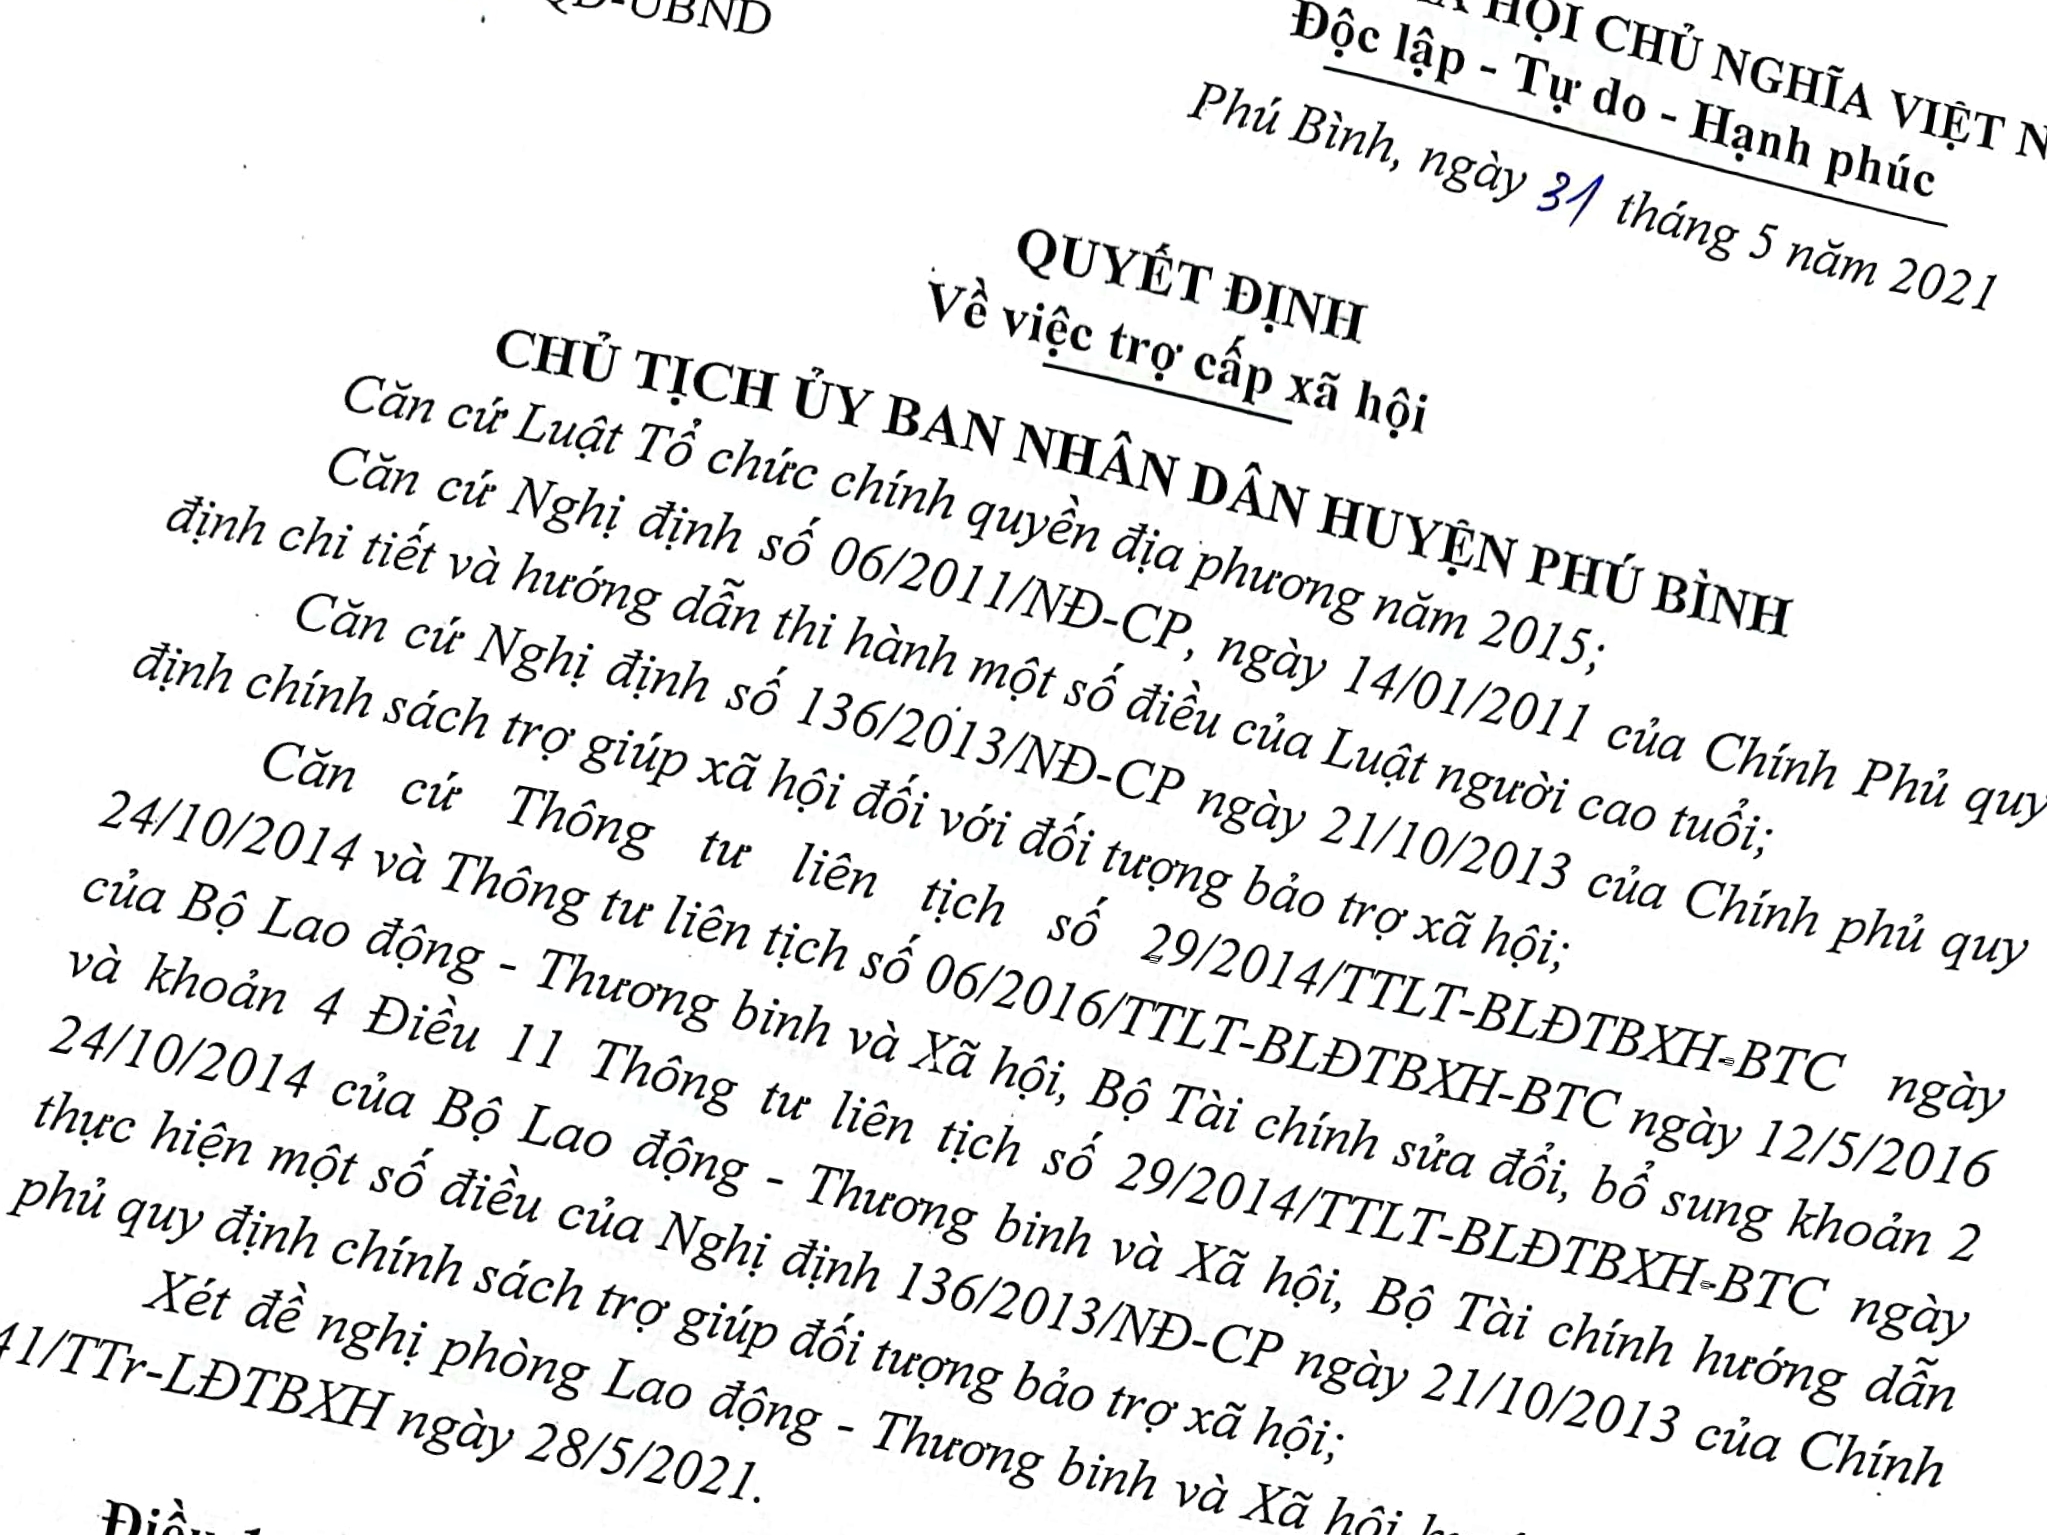 QĐ-UBND
HỘI CHỦ NGHĨA VIỆT
Độc lập - Tự do - Hạnh phúc
Phú Bình, ngày 31 tháng 5 năm 2021
QUYẾT ĐỊNH
Về việc trợ cấp xã hội
CHỦ TỊCH ỦY BAN NHÂN DÂN HUYỆN PHÚ BÌNH
Căn cứ Luật Tổ chức chính quyền địa phương năm 2015;
Căn cứ Nghị định số 06/2011/NĐ-CP, ngày 14/01/2011 của Chính Phủ quy
định chi tiết và hướng dẫn thi hành một số điều của Luật người cao tuổi;
Căn cứ Nghị định số 136/2013/NĐ-CP ngày 21/10/2013 của Chính phủ quy
định chính sách trợ giúp xã hội đối với đối tượng bảo trợ xã hội;
Căn cứ Thông tư liên tịch số 29/2014/TTLT-BLĐTBXH-BTC ngày
24/10/2014 và Thông tư liên tịch số 06/2016/TTLT-BLĐTBXH-BTC ngày 12/5/2016
của Bộ Lao động - Thương binh và Xã hội, Bộ Tài chính sửa đổi, bổ sung khoản 2
và khoản 4 Điều 11 Thông tư liên tịch số 29/2014/TTLT-BLĐTBXH-BTC ngày
24/10/2014 của Bộ Lao động - Thương binh và Xã hội, Bộ Tài chính hướng dẫn
thực hiện một số điều của Nghị định 136/2013/NĐ-CP ngày 21/10/2013 của Chính
phủ quy định chính sách trợ giúp đối tượng bảo trợ xã hội;
Xét đề nghị phòng Lao động - Thương binh và Xã hội
41/TTr-LĐTBXH ngày 28/5/2021.
Điều 1